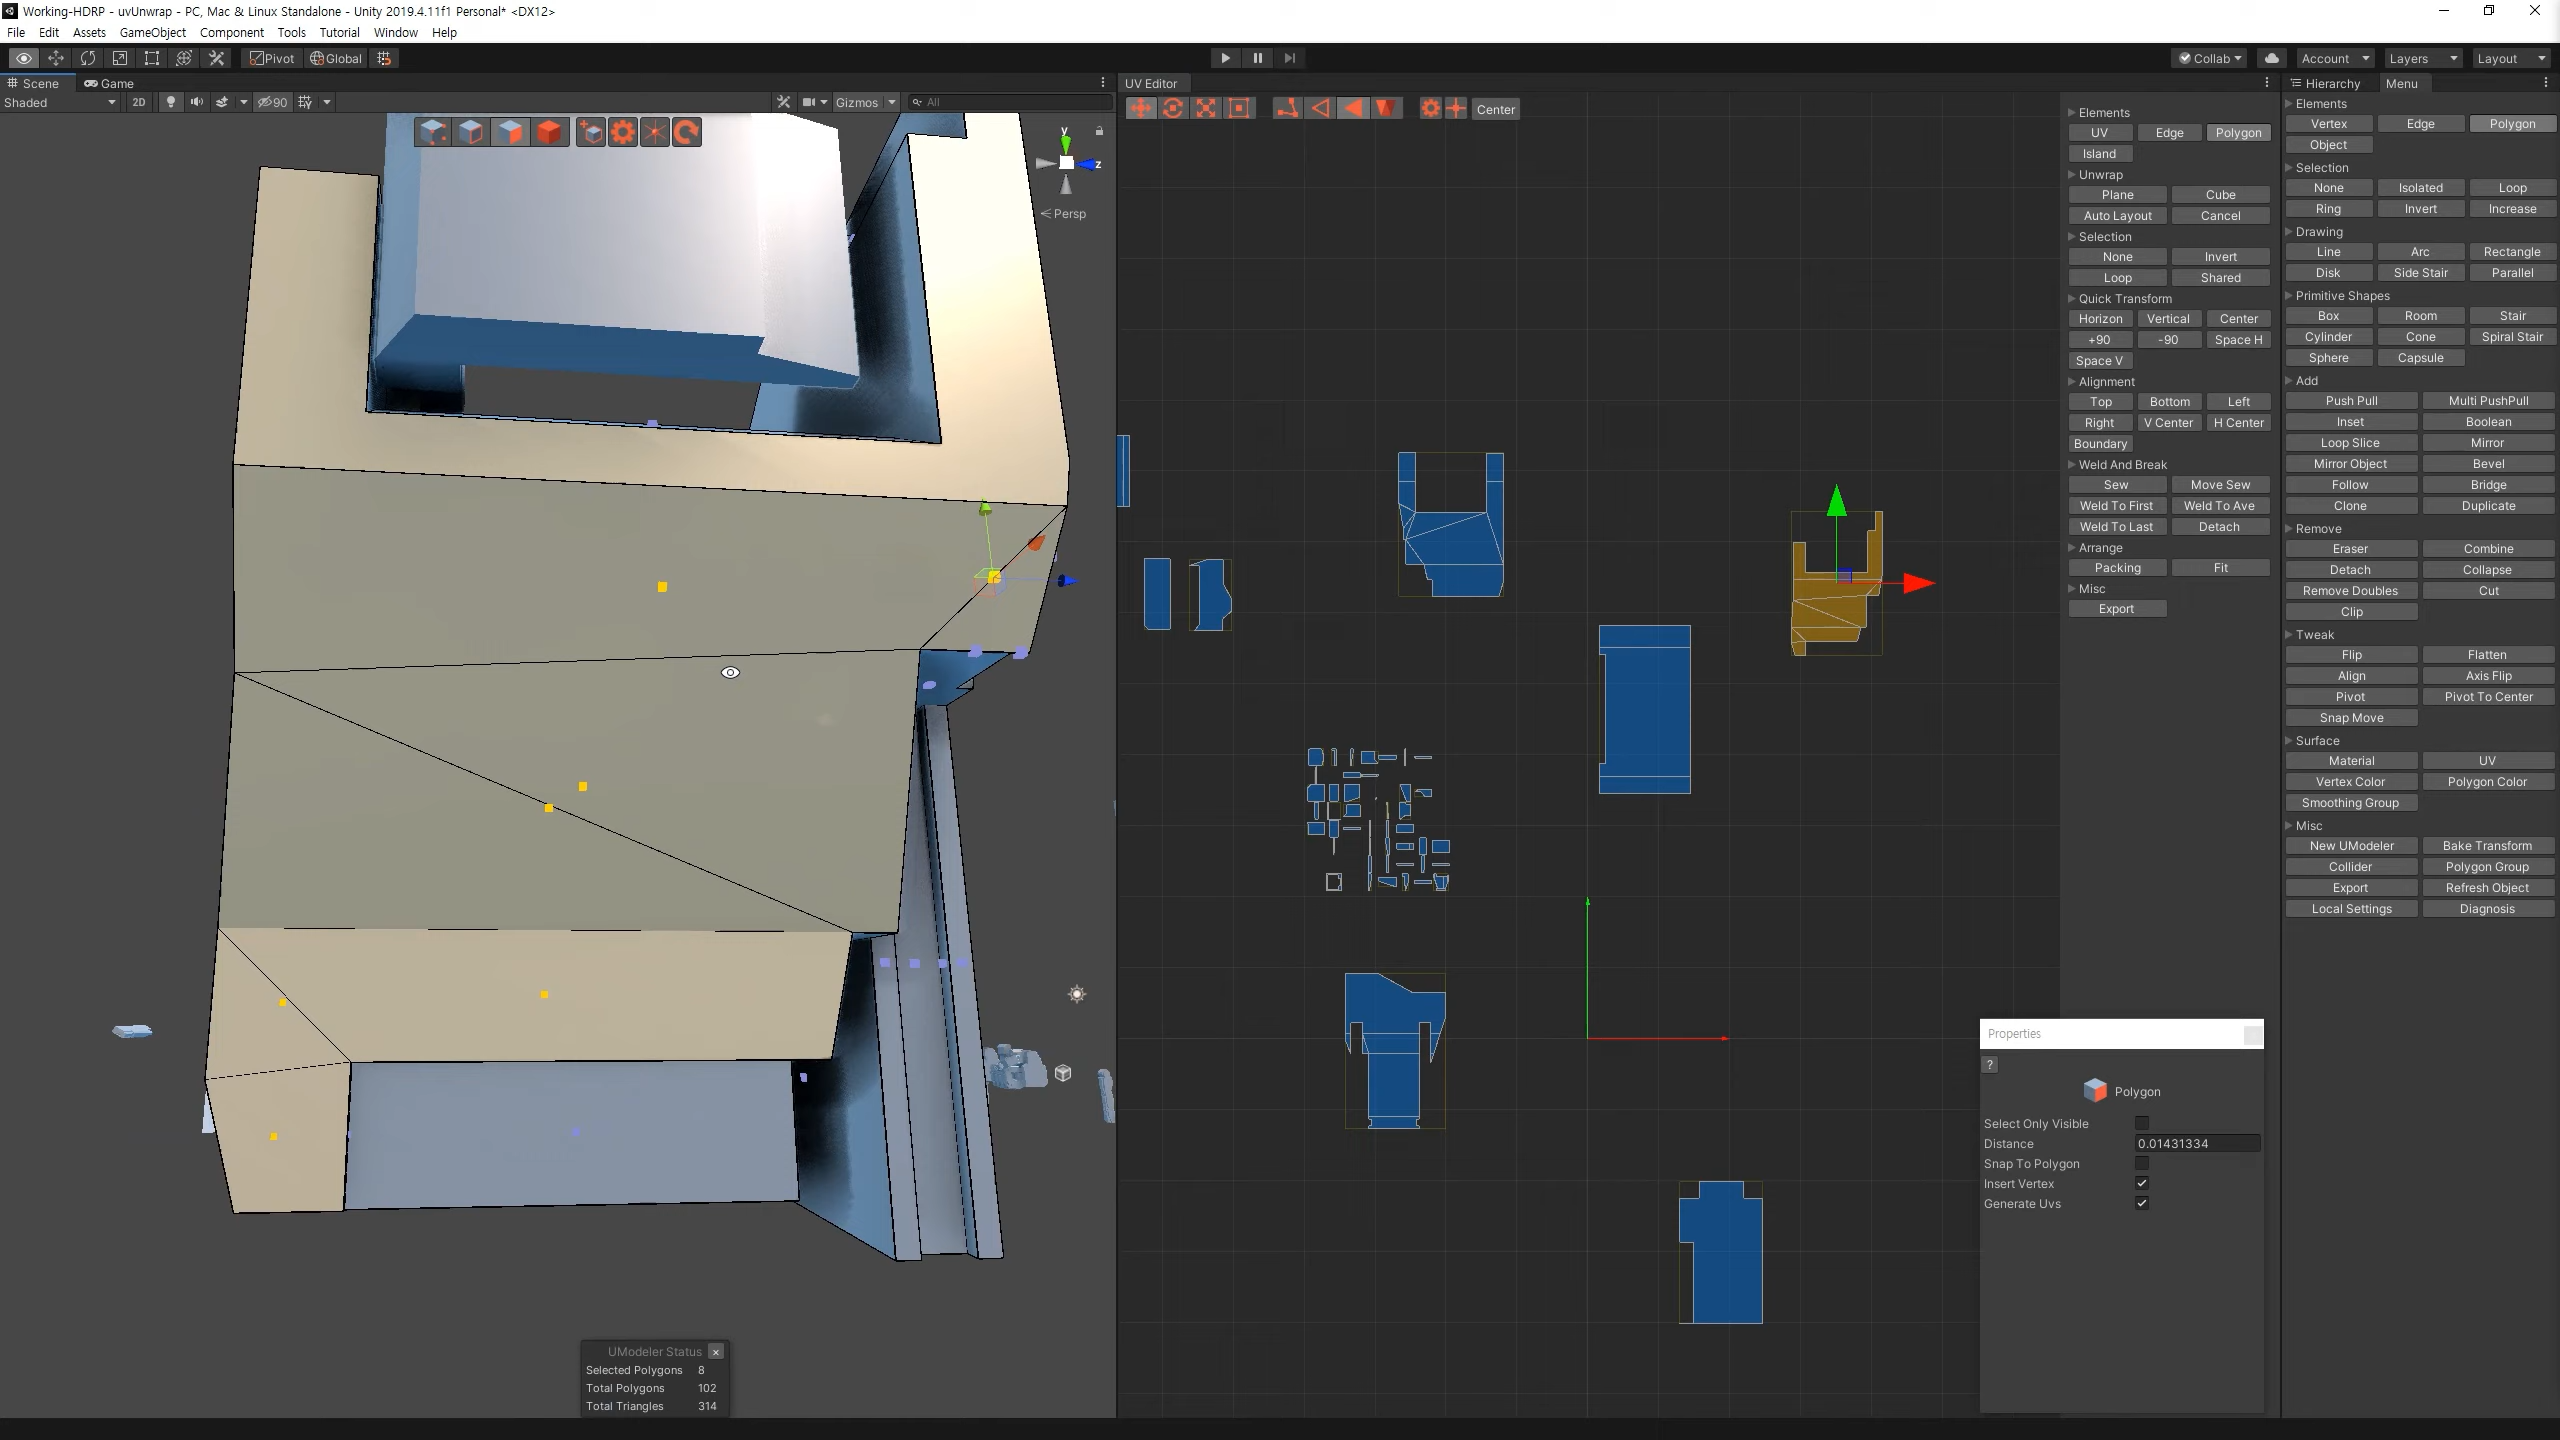 Working-HDRP - uvUnwrap - PC, Mac & Linux Standalone - Unity 2019.4.11f1 Personal* <DX12>
File Edit Assets GameObject Component Tools Tutorial Window Help
Pivot Global Collab Account Layers Layout
Scene Game
Shaded 2D 90 Gizmos All
y
z
Persp
UModeler Status
Selected Polygons 8
Total Polygons 102
Total Triangles 314
UV Editor
Center
Elements
UV Edge Polygon
Island
Unwrap
Plane Cube
Auto Layout Cancel
Selection
None Invert
Loop Shared
Quick Transform
Horizon Vertical Center
+90 -90 Space H
Space V
Alignment
Top Bottom Left
Right V Center H Center
Boundary
Weld And Break
Sew Move Sew
Weld To First Weld To Ave
Weld To Last Detach
Arrange
Packing Fit
Misc
Export
Properties
?
Polygon
Select Only Visible
Distance 0.01431334
Snap To Polygon
Insert Vertex
Generate Uvs
Hierarchy Menu
Elements
Vertex Edge Polygon
Object
Selection
None Isolated Loop
Ring Invert Increase
Drawing
Line Arc Rectangle
Disk Side Stair Parallel
Primitive Shapes
Box Room Stair
Cylinder Cone Spiral Stair
Sphere Capsule
Add
Push Pull Multi PushPull
Inset Boolean
Loop Slice Mirror
Mirror Object Bevel
Follow Bridge
Clone Duplicate
Remove
Eraser Combine
Detach Collapse
Remove Doubles Cut
Clip
Tweak
Flip Flatten
Align Axis Flip
Pivot Pivot To Center
Snap Move
Surface
Material UV
Vertex Color Polygon Color
Smoothing Group
Misc
New UModeler Bake Transform
Collider Polygon Group
Export Refresh Object
Local Settings Diagnosis